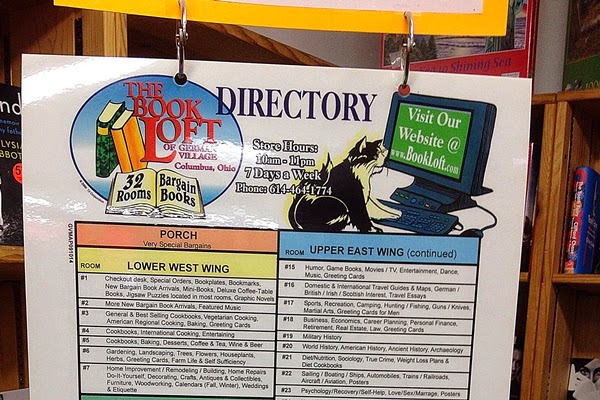 THE
BOOK
LOFT
OF GERMAN
VILLAGE
Columbus, Ohio
32
ROOMS
Bargain
BOOKS
DIRECTORY
Store Hours:
10am - 11pm
7 Days a Week
Phone: 614-464-1774
Visit Our
Website @
www.BookLoft.com
to Shining Sea
PORCH
Very Special Bargains
ROOM LOWER WEST WING
#1 Checkout desk, Special Orders, Bookplates, Bookmarks,
New Bargain Book Arrivals, Mini-Books, Deluxe Coffee-Table
Books, Jigsaw Puzzles located in most rooms, Graphic Novels
#2 More New Bargain Book Arrivals, Featured Music
#3 General & Best Selling Cookbooks, Vegetarian Cooking,
American Regional Cooking, Baking, Greeting Cards
#4 Cookbooks, International Cooking, Entertaining
#5 Cookbooks, Baking, Desserts, Coffee & Tea, Wine & Beer
#6 Gardening, Landscaping, Trees, Flowers, Houseplants,
Herbs, Greeting Cards, Farm Life & Self Sufficiency
#7 Home Improvement / Remodeling / Building, Home Repairs
Do-It-Yourself, Decorating, Crafts, Antiques & Collectibles,
Furniture, Woodworking, Calendars (Fall, Winter), Weddings
& Etiquette
ROOM UPPER EAST WING (continued)
#15 Humor, Game Books, Movies / TV, Entertainment, Dance,
Music, Greeting Cards
#16 Domestic & International Travel Guides & Maps, German /
British / Irish / Scottish Interest, Travel Essays
#17 Sports, Recreation, Camping, Hunting / Fishing, Guns / Knives,
Martial Arts, Greeting Cards for Men
#18 Business, Economics, Career Planning, Personal Finance,
Retirement, Real Estate, Law, Greeting Cards
#19 Military History
#20 World History, American History, Ancient History, Archaeology
#21 Diet/Nutrition, Sociology, True Crime, Weight Loss Plans &
Diet Cookbooks
#22 Sailing / Boating / Ships, Automobiles, Trains / Railroads,
Aircraft / Aviation, Posters
#23 Psychology/Recovery/Self-Help, Love/Sex/Marriage, Posters